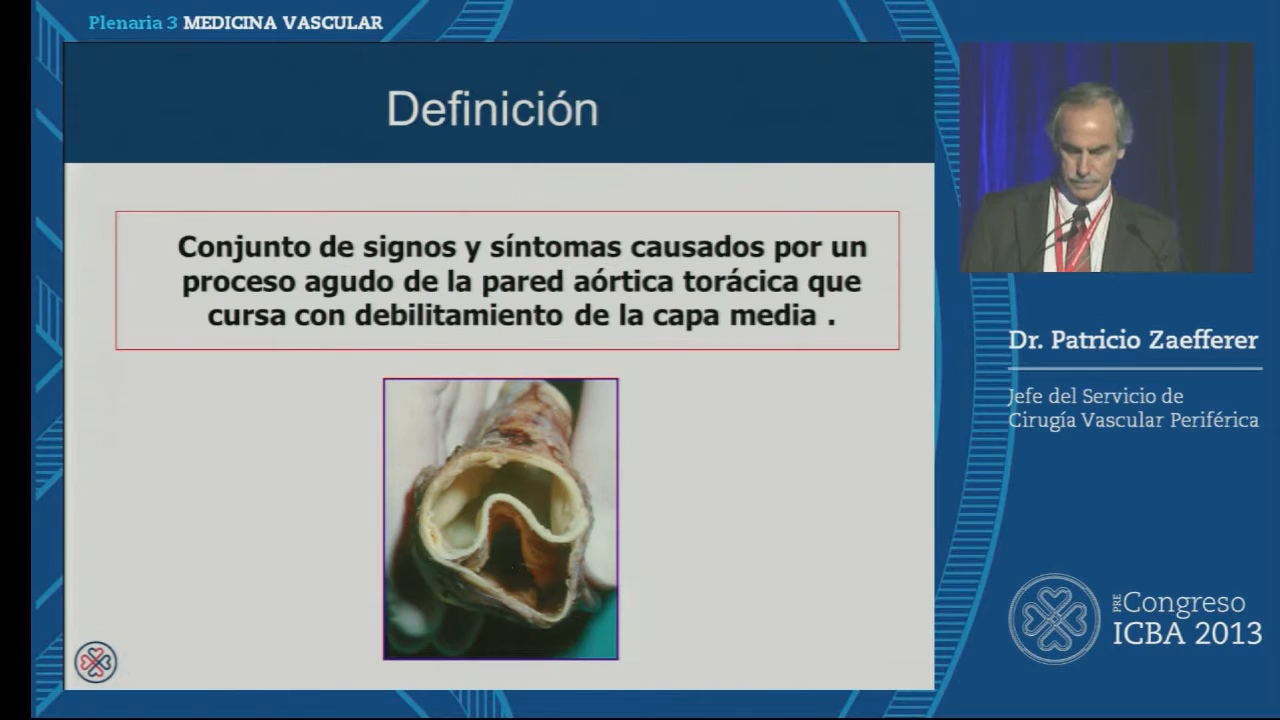 Plenaria 3 MEDICINA VASCULAR
Definición
Conjunto de signos y síntomas causados por un
proceso agudo de la pared aórtica torácica que
cursa con debilitamiento de la capa media .
Dr. Patricio Zaefferer
Jefe del Servicio de
Cirugía Vascular Periférica
PRE Congreso
ICBA 2013